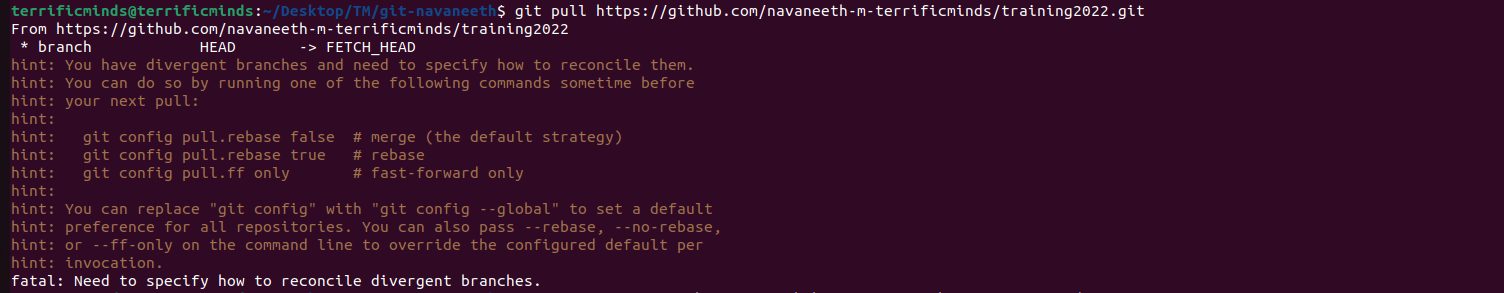 terrificminds@terrificminds:~/Desktop/TM/git-navaneeth$ git pull https://github.com/navaneeth-m-terrificminds/training2022.git
From https://github.com/navaneeth-m-terrificminds/training2022
 * branch            HEAD       -> FETCH_HEAD
hint: You have divergent branches and need to specify how to reconcile them.
hint: You can do so by running one of the following commands sometime before
hint: your next pull:
hint:
hint:   git config pull.rebase false  # merge (the default strategy)
hint:   git config pull.rebase true   # rebase
hint:   git config pull.ff only       # fast-forward only
hint:
hint: You can replace "git config" with "git config --global" to set a default
hint: preference for all repositories. You can also pass --rebase, --no-rebase,
hint: or --ff-only on the command line to override the configured default per
hint: invocation.
fatal: Need to specify how to reconcile divergent branches.